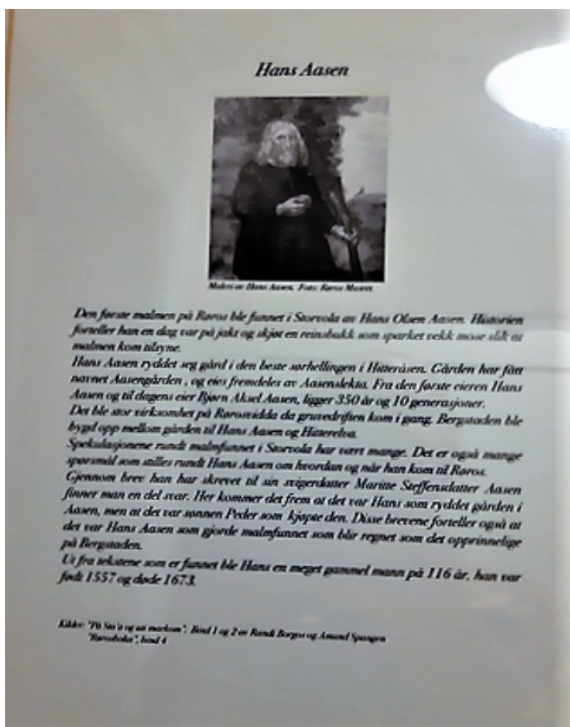 Hans Aasen
Maleri av Hans Aasen. Foto: Røros Museet.
Den første malmen på Røros ble funnet i Storvola av Hans Olsen Aasen. Historien
forteller han en dag var på jakt og skjøt en reinsbukk som sparket vekk mose slik at
malmen kom tilsyne.
Hans Aasen ryddet seg gård i den beste sørhellingen i Hitteråsen. Gården har fått
navnet Aasengården , og eies fremdeles av Aasenslekta. Fra den første eieren Hans
Aasen og til dagens eier Bjørn Aksel Aasen, ligger 350 år og 10 generasjoner.
Det ble stor virksomhet på Rørosvidda da gruvedriften kom i gang. Bergstaden ble
bygd opp mellom gården til Hans Aasen og Hitterelva.
Spekulasjonene rundt malmfunnet i Storvola har vært mange. Det er også mange
spørsmål som stilles rundt Hans Aasen om hvordan og når han kom til Røros.
Gjennom brev han har skrevet til sin svigerdatter Maritte Steffensdatter Aasen
finner man en del svar. Her kommer det frem at det var Hans som ryddet gården i
Aasen, men at det var sønnen Peder som kjøpte den. Disse brevene forteller også at
det var Hans Aasen som gjorde malmfunnet som blir regnet som det opprinnelige
på Bergstaden.
Ut fra tekstene som er funnet ble Hans en meget gammel mann på 116 år, han var
født 1557 og døde 1673.
Kilder: "På Sta'a og uti markom". Bind 1 og 2 av Randi Borgos og Amund Spangen
"Rørosboka", bind 4